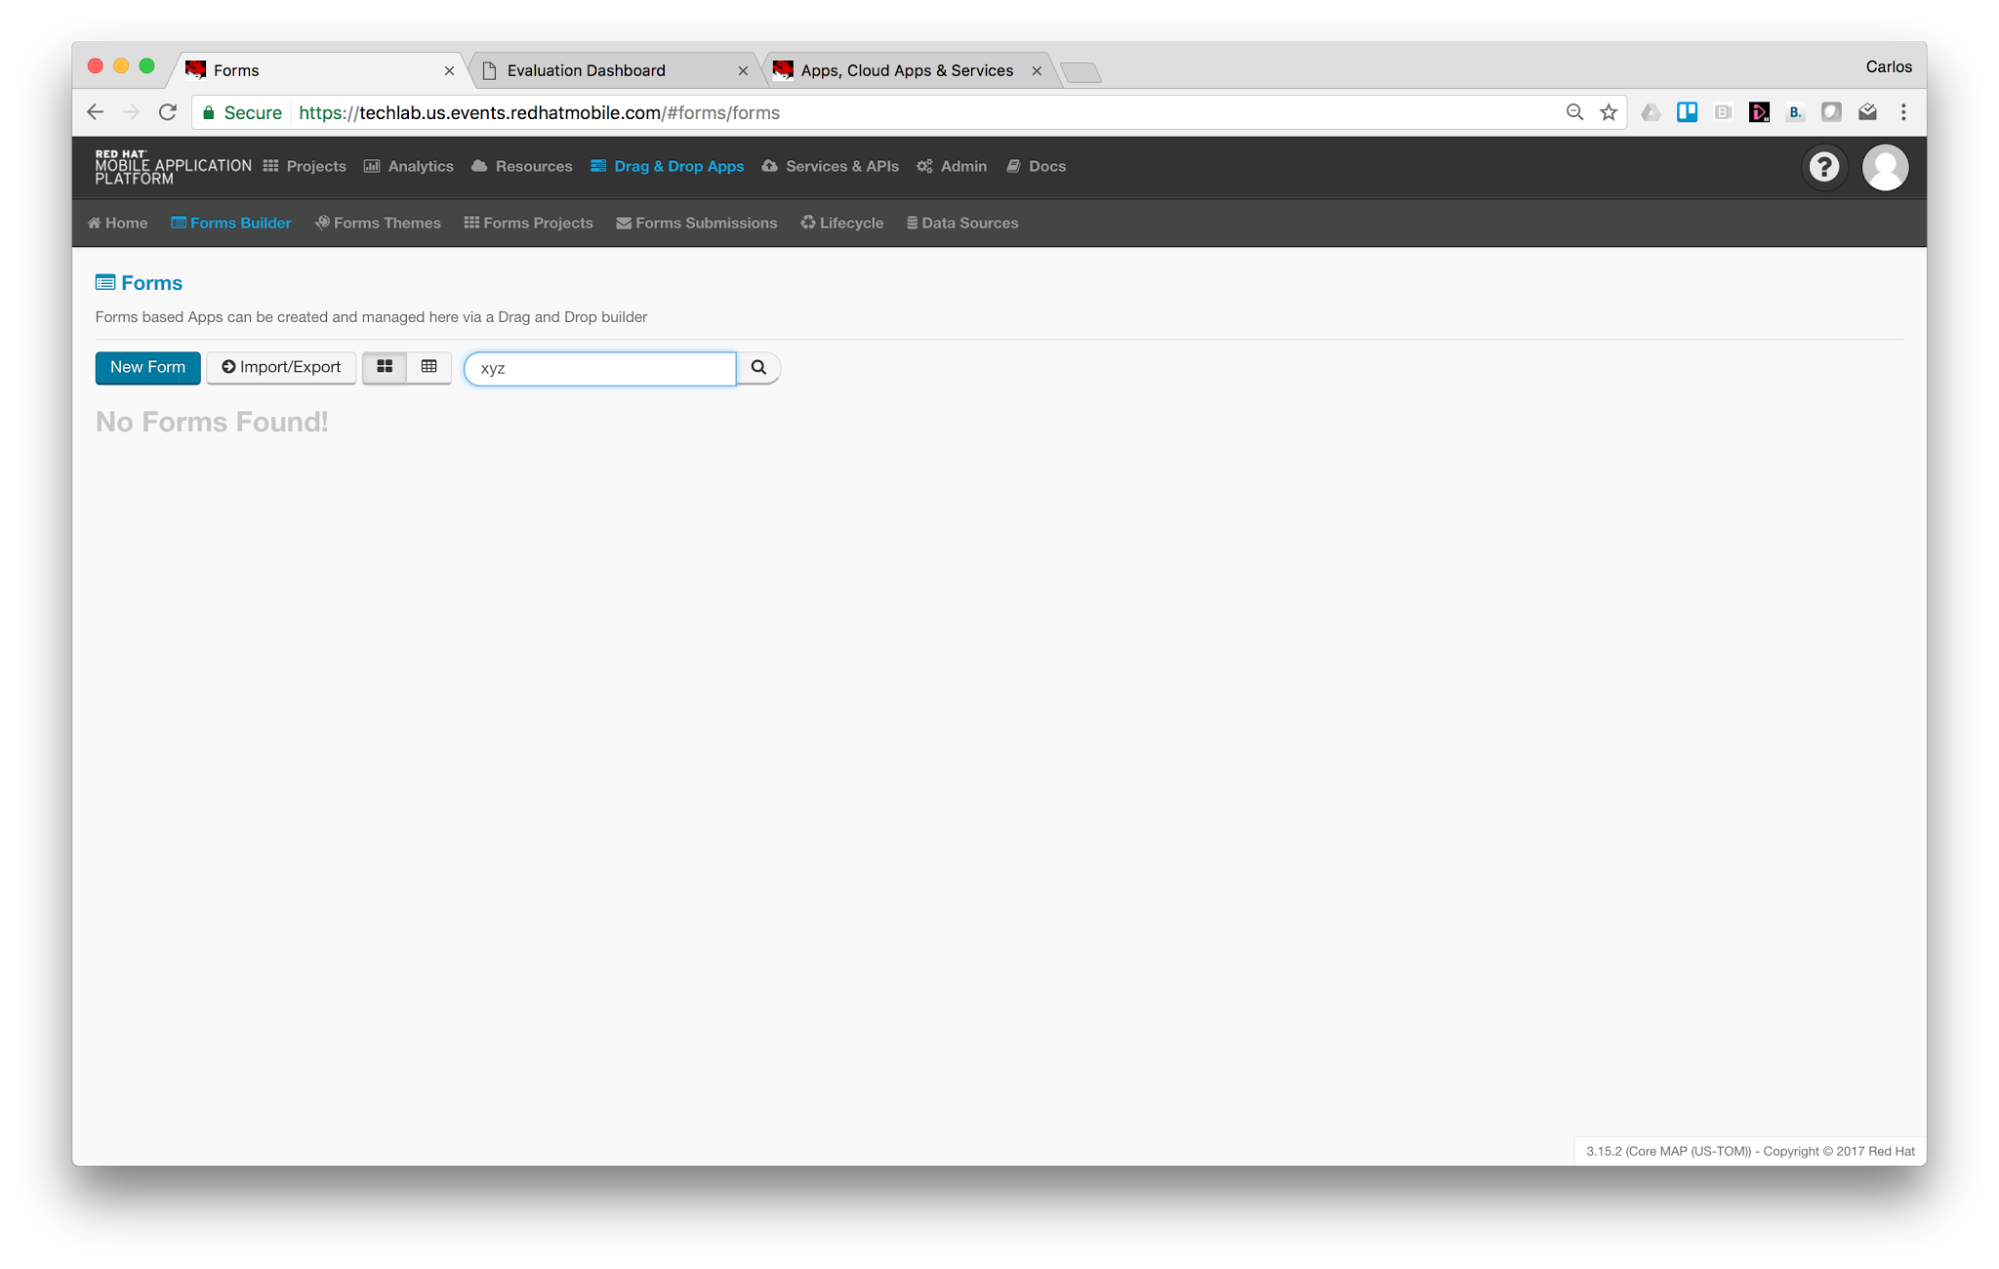 Forms
Evaluation Dashboard
Apps, Cloud Apps & Services
Carlos
Secure
https://techlab.us.events.redhatmobile.com/#forms/forms
B.
RED HAT
MOBILE APPLICATION
PLATFORM
Projects
Analytics
Resources
Drag & Drop Apps
Services & APIs
Admin
Docs
?
Home
Forms Builder
Forms Themes
Forms Projects
Forms Submissions
Lifecycle
Data Sources
Forms
Forms based Apps can be created and managed here via a Drag and Drop builder
New Form
Import/Export
xyz
No Forms Found!
3.15.2 (Core MAP (US-TOM)) - Copyright © 2017 Red Hat